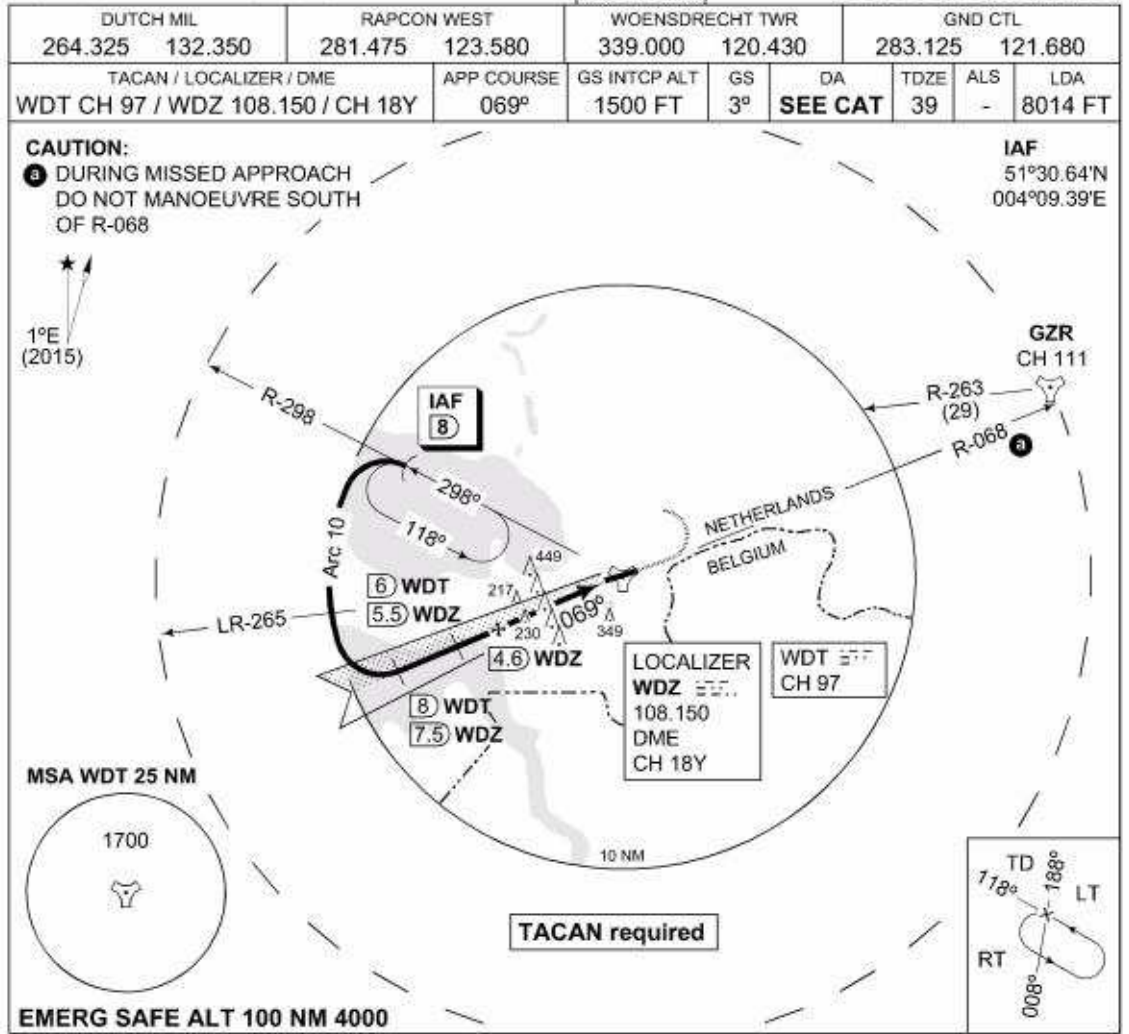 DUTCH MIL
264.325 132.350
RAPCON WEST
281.475 123.580
WOENSDRECHT TWR
339.000 120.430
GND CTL
283.125 121.680
TACAN / LOCALIZER / DME
WDT CH 97 / WDZ 108.150 / CH 18Y
APP COURSE
069º
GS INTCP ALT
1500 FT
GS
3º
DA
SEE CAT
TDZE
39
ALS
-
LDA
8014 FT
CAUTION:
a DURING MISSED APPROACH
DO NOT MANOEUVRE SOUTH
OF R-068
IAF
51º30.64'N
004º09.39'E
1ºE
(2015)
GZR
CH 111
R-263
(29)
R-068 a
R-298
IAF
8
298º
118º
Arc 10
NETHERLANDS
BELGIUM
449
217
230
349
069º
6 WDT
5.5 WDZ
LR-265
4.6 WDZ
8 WDT
7.5 WDZ
LOCALIZER
WDZ
108.150
DME
CH 18Y
WDT
CH 97
MSA WDT 25 NM
1700
10 NM
TACAN required
TD
118º
188º
LT
RT
008º
EMERG SAFE ALT 100 NM 4000